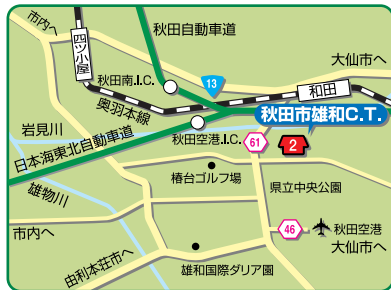 市内へ
秋田自動車道
四ツ小屋
大仙市へ
秋田南I.C.
13
和田
奥羽本線
秋田市雄和C.T.
岩見川
秋田空港I.C.
日本海東北自動車道
61
2
椿台ゴルフ場
県立中央公園
雄物川
46
秋田空港
市内へ
大仙市へ
由利本荘市へ
雄和国際ダリア園